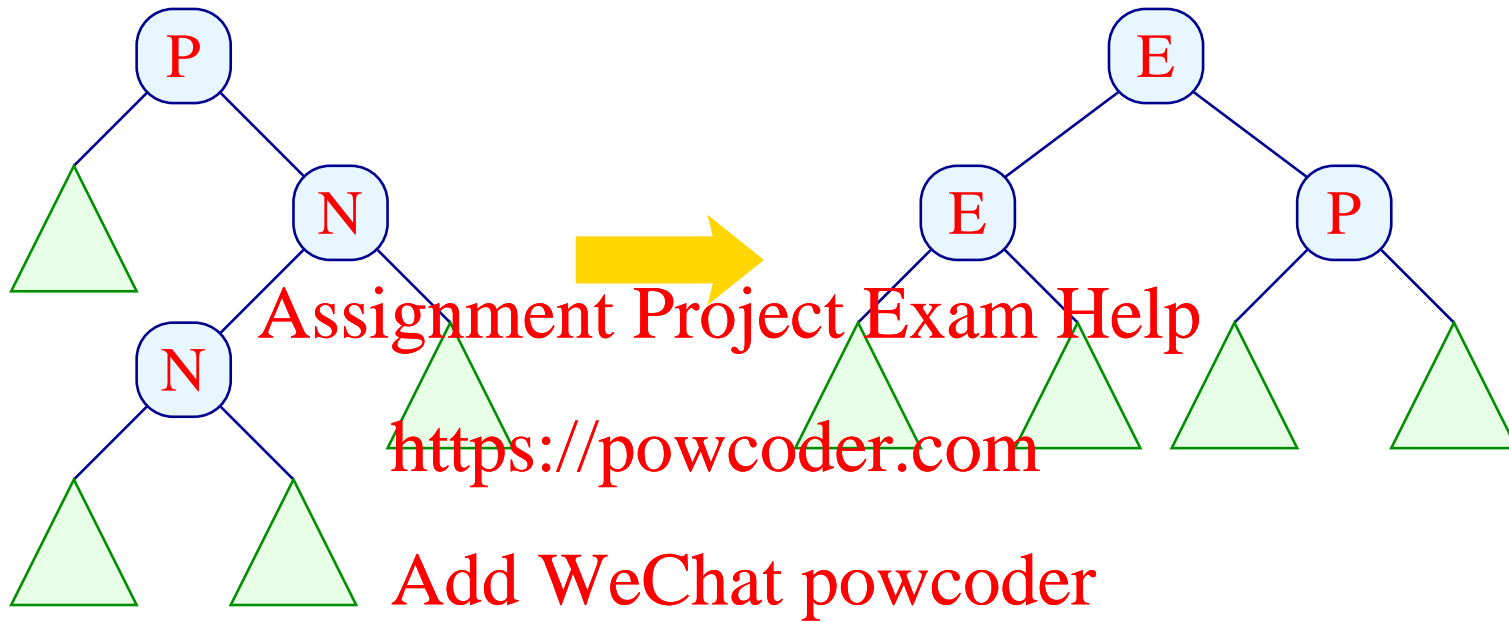 P
E
N
E
P
N
Assignment Project Exam Help
https://powcoder.com
Add WeChat powcoder